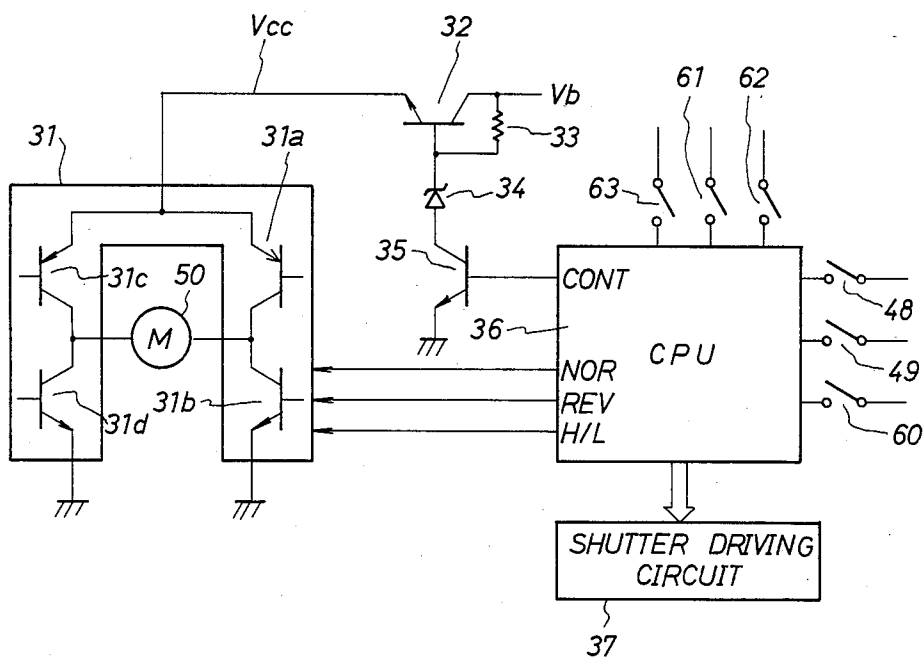 Vcc
32
Vb
33
61
62
31
31a
34
63
35
31c
50
M
CONT
36
CPU
48
NOR
49
31d
31b
REV
H/L
60
SHUTTER DRIVING
CIRCUIT
37